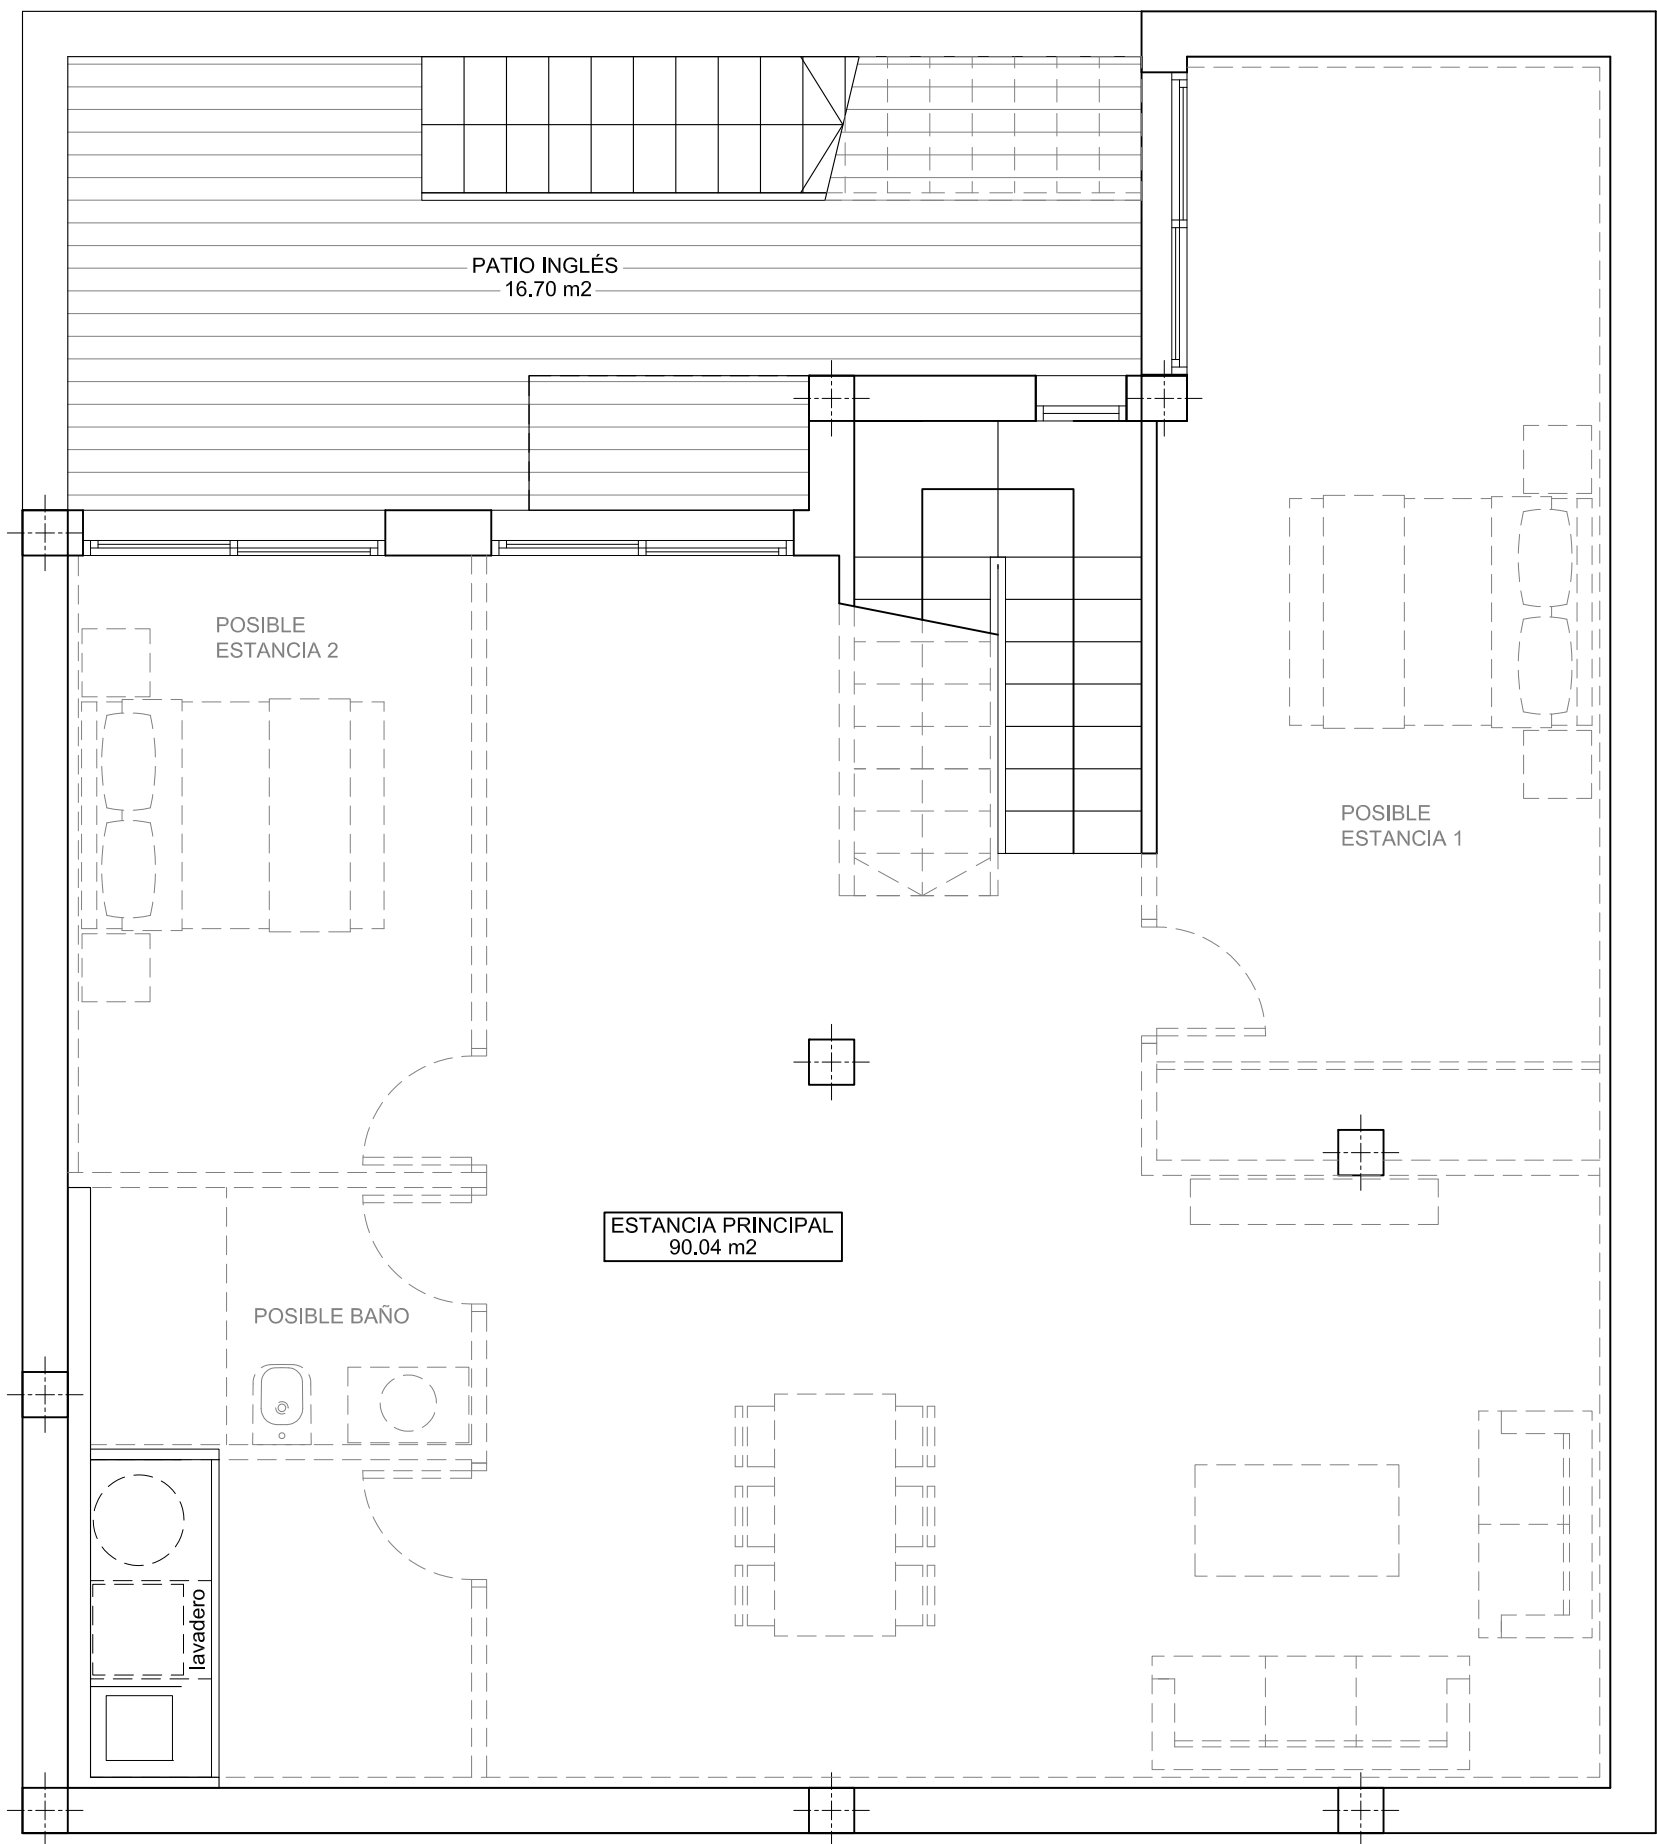 PATIO INGLÉS
16.70 m2
POSIBLE
ESTANCIA 2
POSIBLE
ESTANCIA 1
ESTANCIA PRINCIPAL
90.04 m2
POSIBLE BAÑO
lavadero